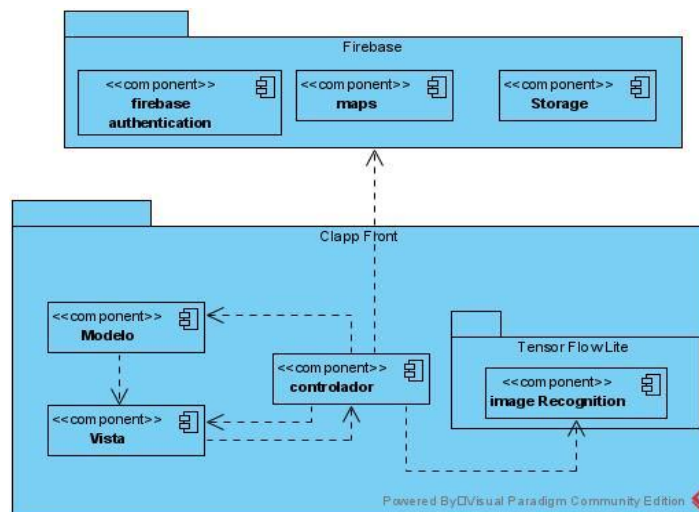 Firebase
<<component>>
firebase
authentication
<<component>>
maps
<<component>>
Storage
Clapp Front
<<component>>
Modelo
<<component>>
controlador
<<component>>
Vista
Tensor FlowLite
<<component>>
image Recognition
Powered By Visual Paradigm Community Edition